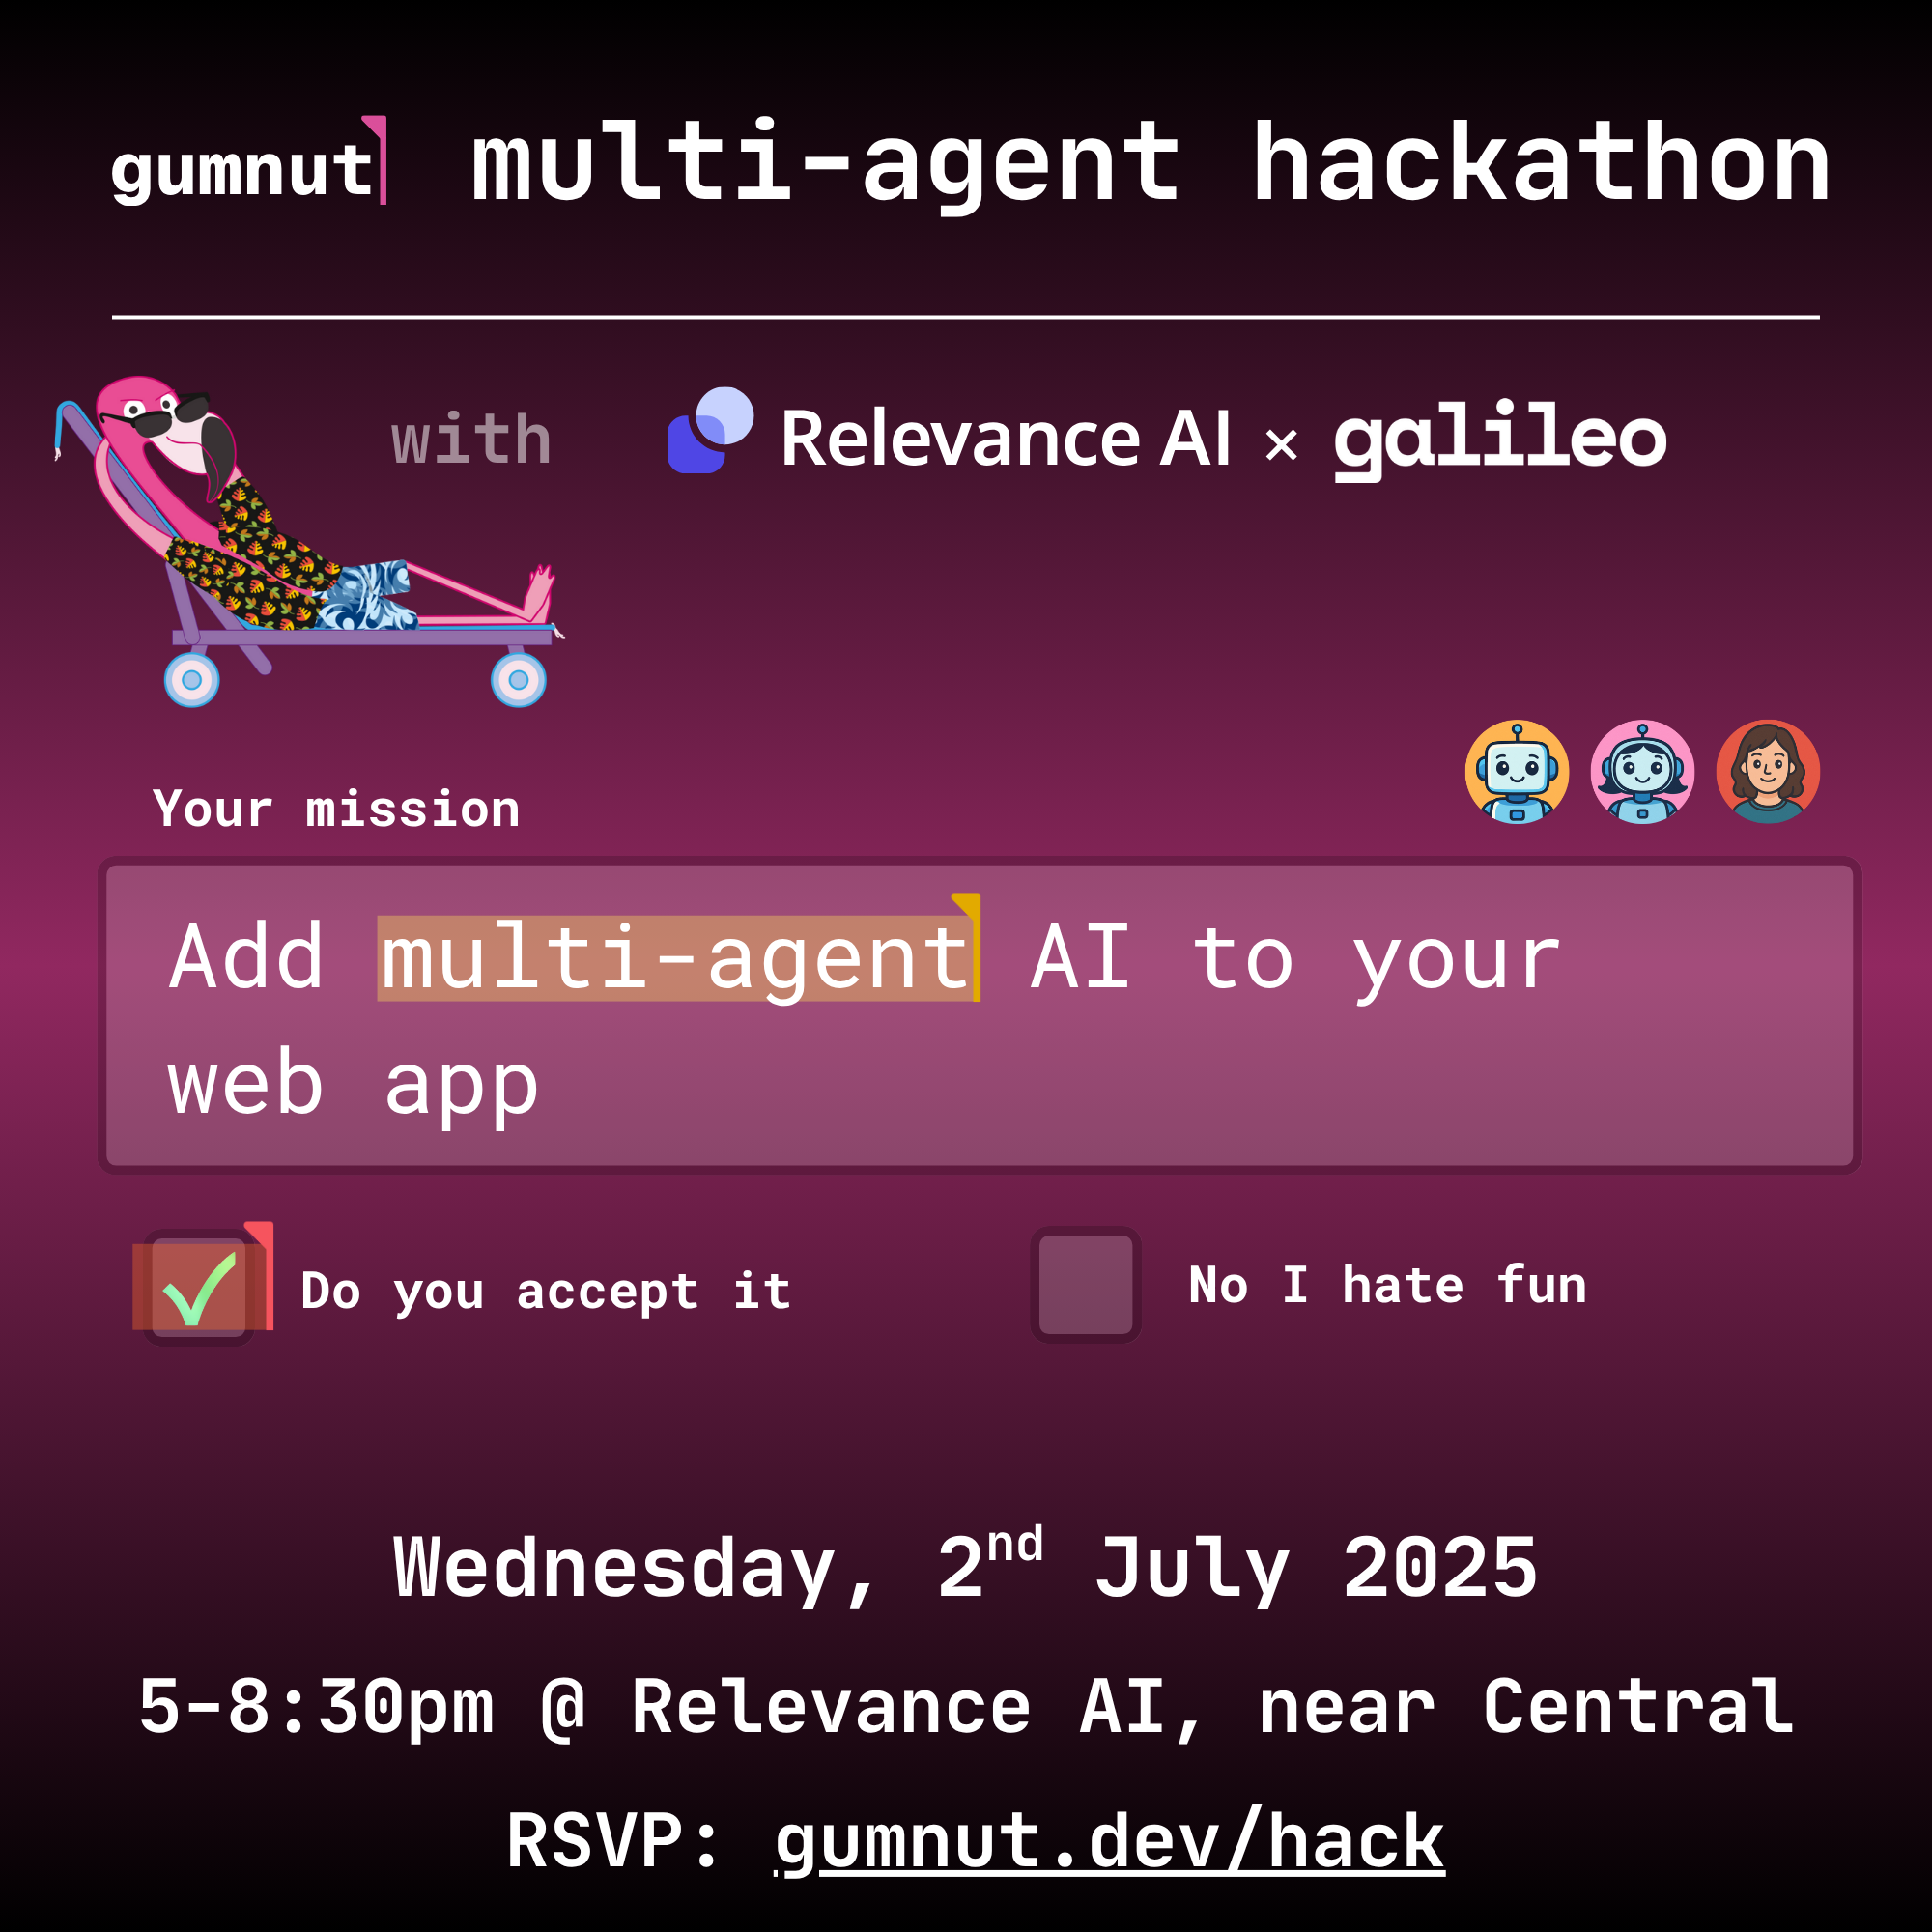 gumnut multi-agent hackathon
with Relevance AI × galileo
Your mission
Add multi-agent AI to your
web app
Do you accept it
No I hate fun
Wednesday, 2nd July 2025
5-8:30pm @ Relevance AI, near Central
RSVP: gumnut.dev/hack